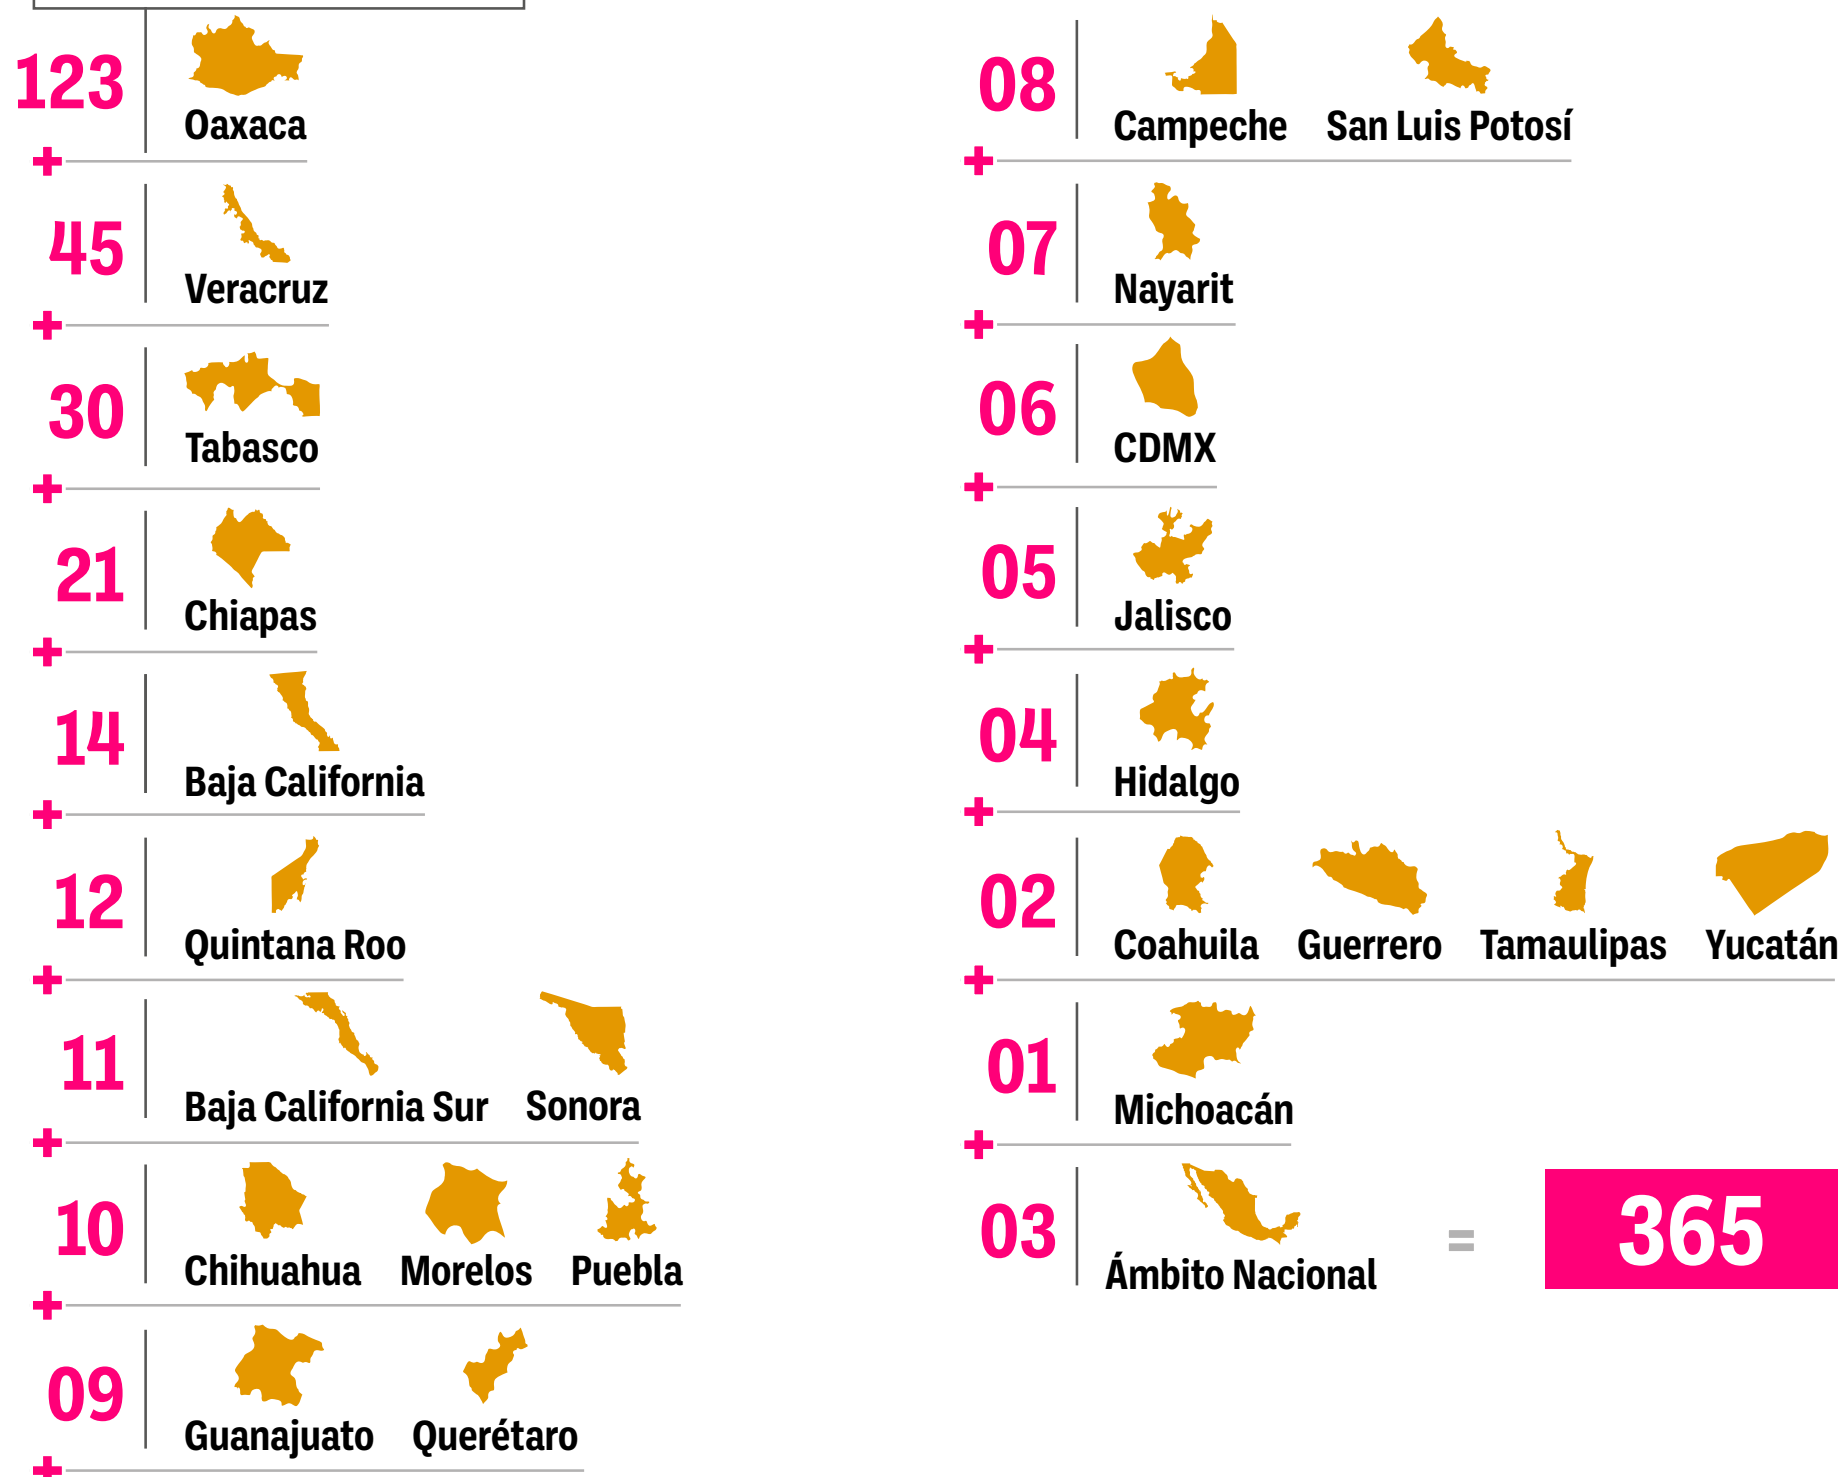 123
Oaxaca
+
45
Veracruz
+
30
Tabasco
+
21
Chiapas
+
14
Baja California
+
12
Quintana Roo
+
11
Baja California Sur Sonora
+
10
Chihuahua Morelos Puebla
+
09
Guanajuato Querétaro
+
08
Campeche San Luis Potosí
+
07
Nayarit
+
06
CDMX
+
05
Jalisco
+
04
Hidalgo
+
02
Coahuila Guerrero Tamaulipas Yucatán
+
01
Michoacán
+
03
Ámbito Nacional
= 365